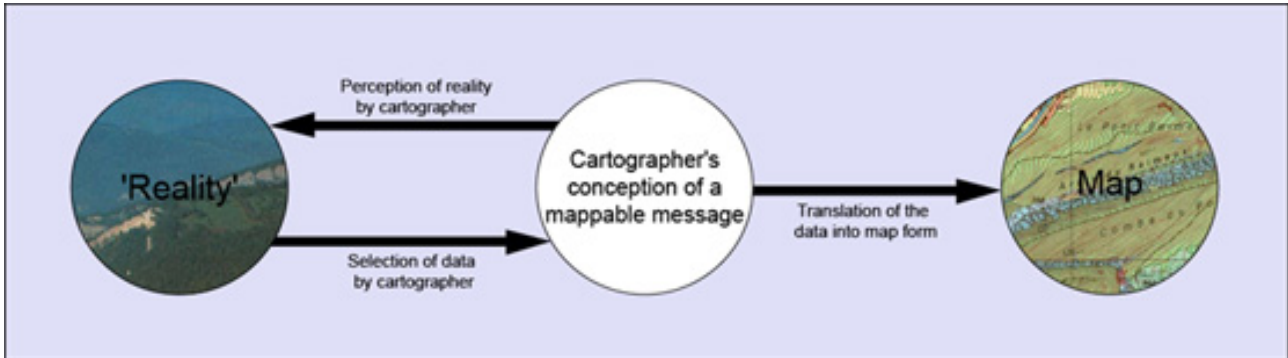 Perception of reality
by cartographer
'Reality'
Selection of data
by cartographer
Cartographer's
conception of a
mappable message
Translation of the
data into map form
Map